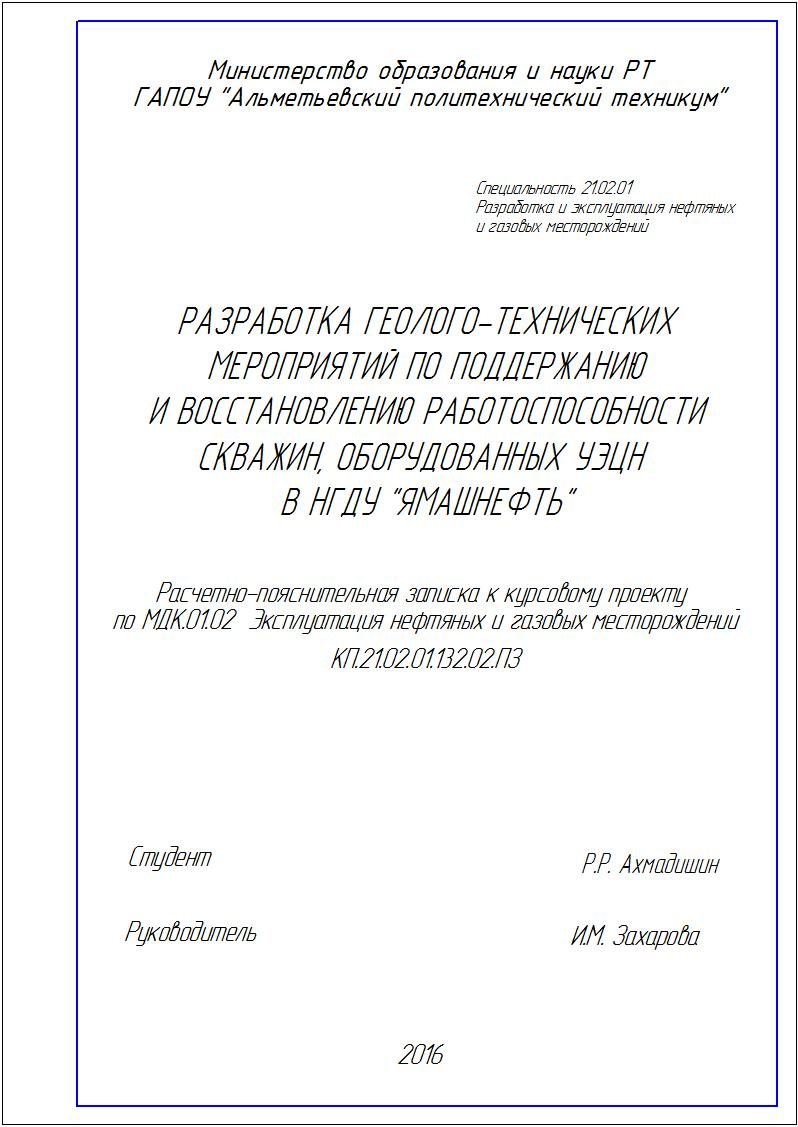 Министерство образования и науки РТ
ГАПОУ "Альметьевский политехнический техникум"
Специальность 21.02.01
Разработка и эксплуатация нефтяных
и газовых месторождений
РАЗРАБОТКА ГЕОЛОГО-ТЕХНИЧЕСКИХ
МЕРОПРИЯТИЙ ПО ПОДДЕРЖАНИЮ
И ВОССТАНОВЛЕНИЮ РАБОТОСПОСОБНОСТИ
СКВАЖИН, ОБОРУДОВАННЫХ УЭЦН
В НГДУ "ЯМАШНЕФТЬ"
Расчетно-пояснительная записка к курсовому проекту
по МДК.01.02 Эксплуатация нефтяных и газовых месторождений
КП.21.02.01.132.02.ПЗ
Студент Р.Р. Ахмадишин
Руководитель И.М. Захарова
2016